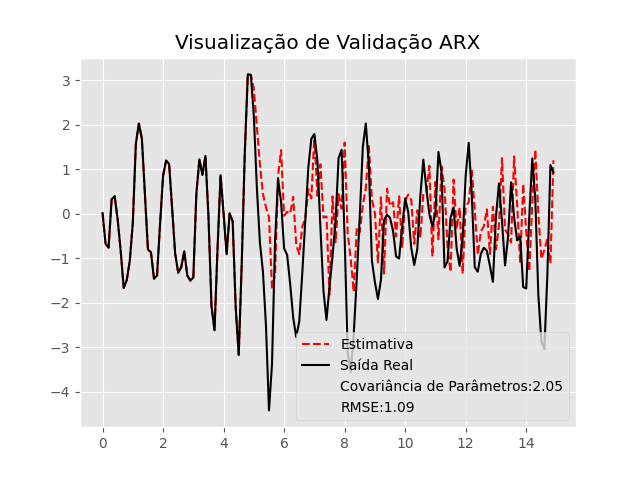 Visualização de Validação ARX
3
2
1
0
−1
−2
−3
−4
Estimativa
Saída Real
Covariância de Parâmetros:2.05
RMSE:1.09
0 2 4 6 8 10 12 14